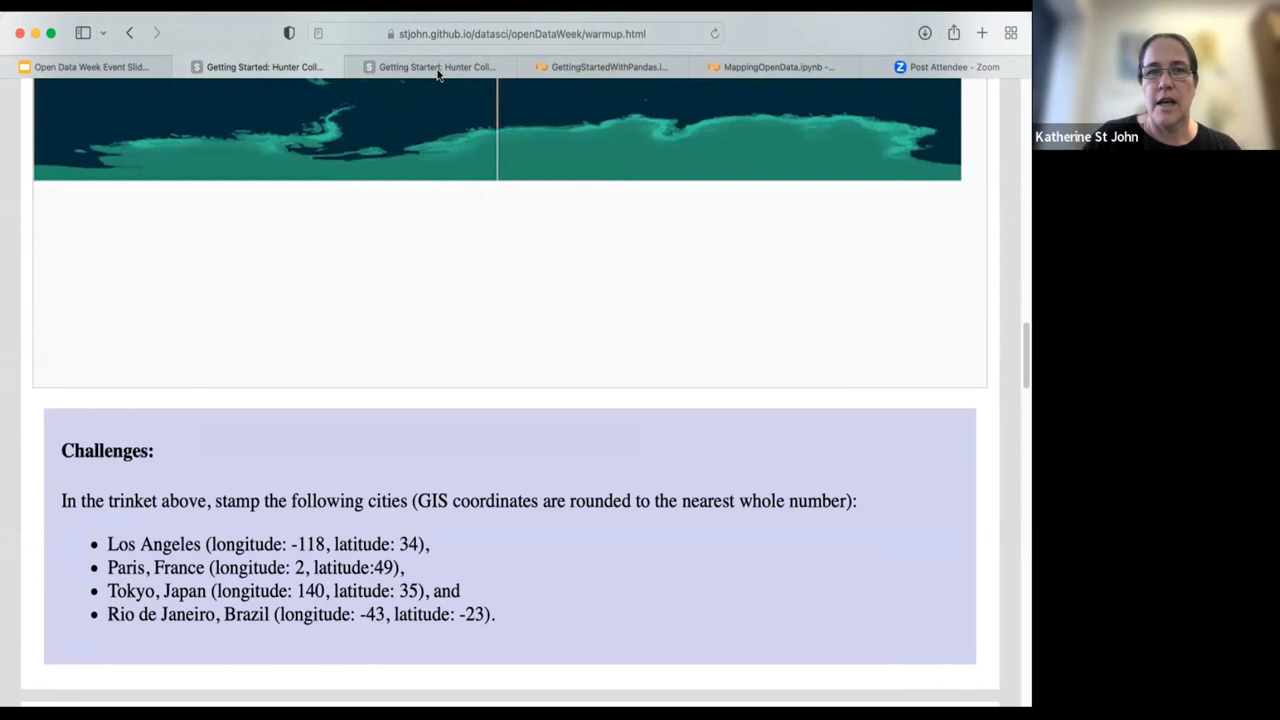 stjohn.github.io/datasci/openDataWeek/warmup.html
Open Data Week Event Slid...
S Getting Started: Hunter Coll...
S Getting Started: Hunter Coll...
GettingStartedWithPandas.i...
MappingOpenData.ipynb -...
Z Post Attendee - Zoom
Katherine St John
Challenges:
In the trinket above, stamp the following cities (GIS coordinates are rounded to the nearest whole number):
• Los Angeles (longitude: -118, latitude: 34),
• Paris, France (longitude: 2, latitude:49),
• Tokyo, Japan (longitude: 140, latitude: 35), and
• Rio de Janeiro, Brazil (longitude: -43, latitude: -23).